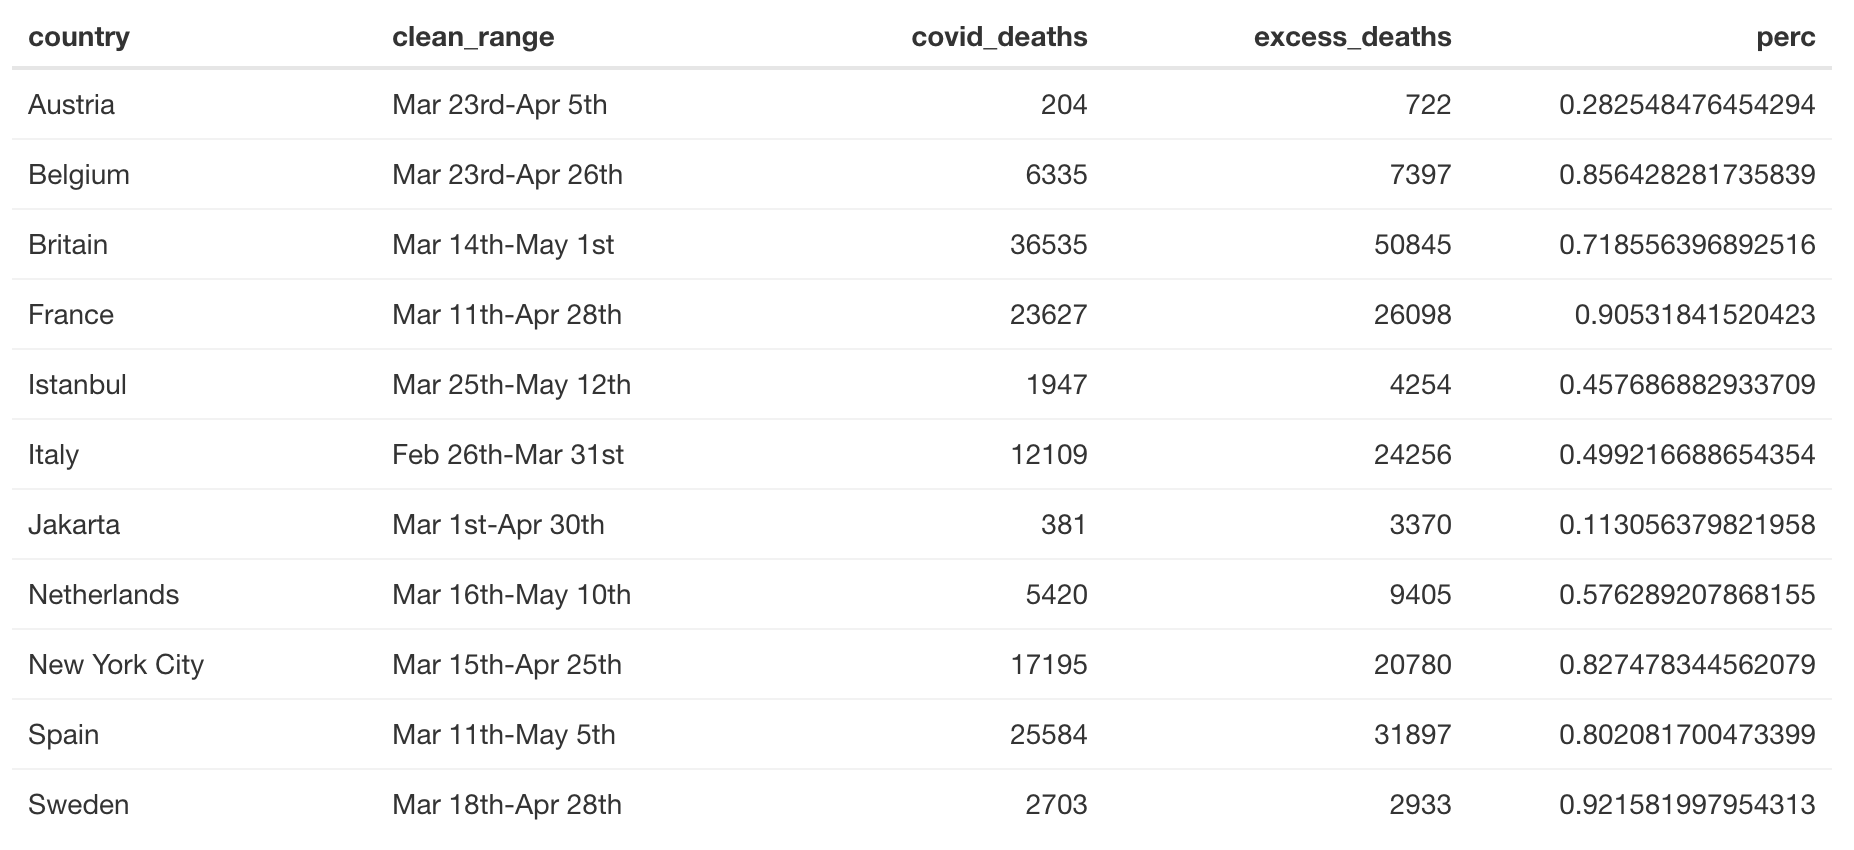 country clean_range covid_deaths excess_deaths perc
Austria Mar 23rd-Apr 5th 204 722 0.282548476454294
Belgium Mar 23rd-Apr 26th 6335 7397 0.856428281735839
Britain Mar 14th-May 1st 36535 50845 0.718556396892516
France Mar 11th-Apr 28th 23627 26098 0.90531841520423
Istanbul Mar 25th-May 12th 1947 4254 0.457686882933709
Italy Feb 26th-Mar 31st 12109 24256 0.499216688654354
Jakarta Mar 1st-Apr 30th 381 3370 0.113056379821958
Netherlands Mar 16th-May 10th 5420 9405 0.576289207868155
New York City Mar 15th-Apr 25th 17195 20780 0.827478344562079
Spain Mar 11th-May 5th 25584 31897 0.802081700473399
Sweden Mar 18th-Apr 28th 2703 2933 0.921581997954313